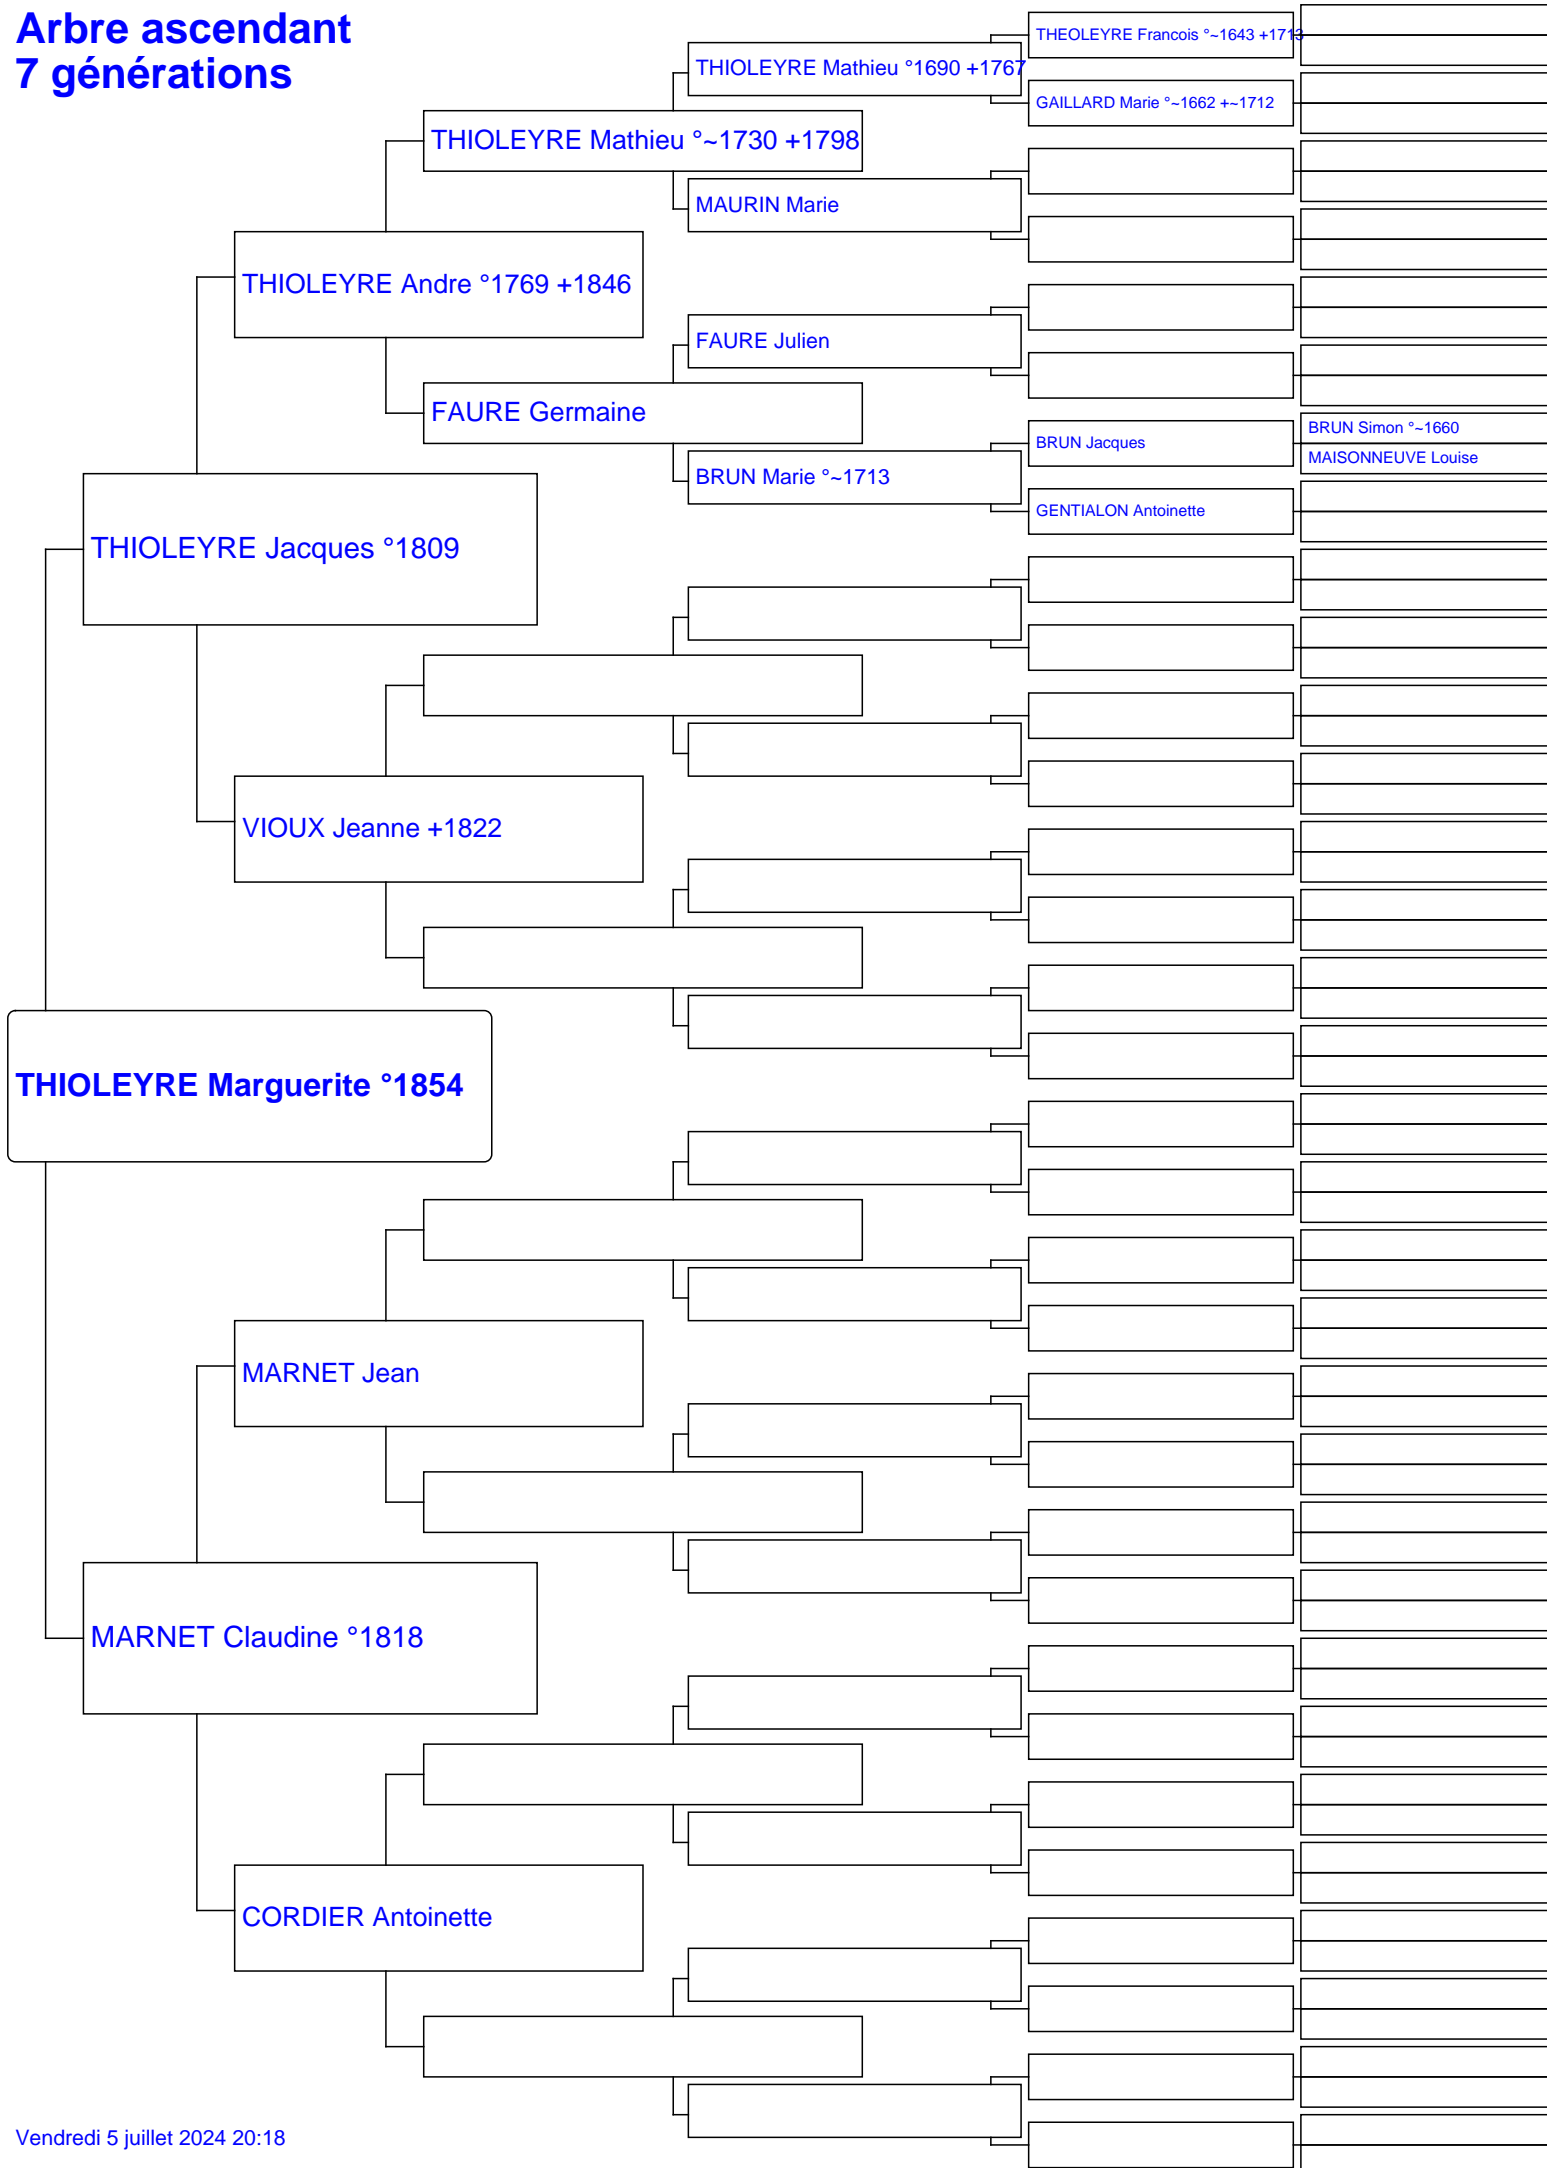 Arbre ascendant
7 générations
THEOLEYRE Francois °~1643 +1713
THIOLEYRE Mathieu °1690 +1767
GAILLARD Marie °~1662 +~1712
THIOLEYRE Mathieu °~1730 +1798
MAURIN Marie
THIOLEYRE Andre °1769 +1846
FAURE Julien
FAURE Germaine
BRUN Simon °~1660
BRUN Jacques
MAISONNEUVE Louise
BRUN Marie °~1713
GENTIALON Antoinette
THIOLEYRE Jacques °1809
VIOUX Jeanne +1822
THIOLEYRE Marguerite °1854
MARNET Jean
MARNET Claudine °1818
CORDIER Antoinette
Vendredi 5 juillet 2024 20:18